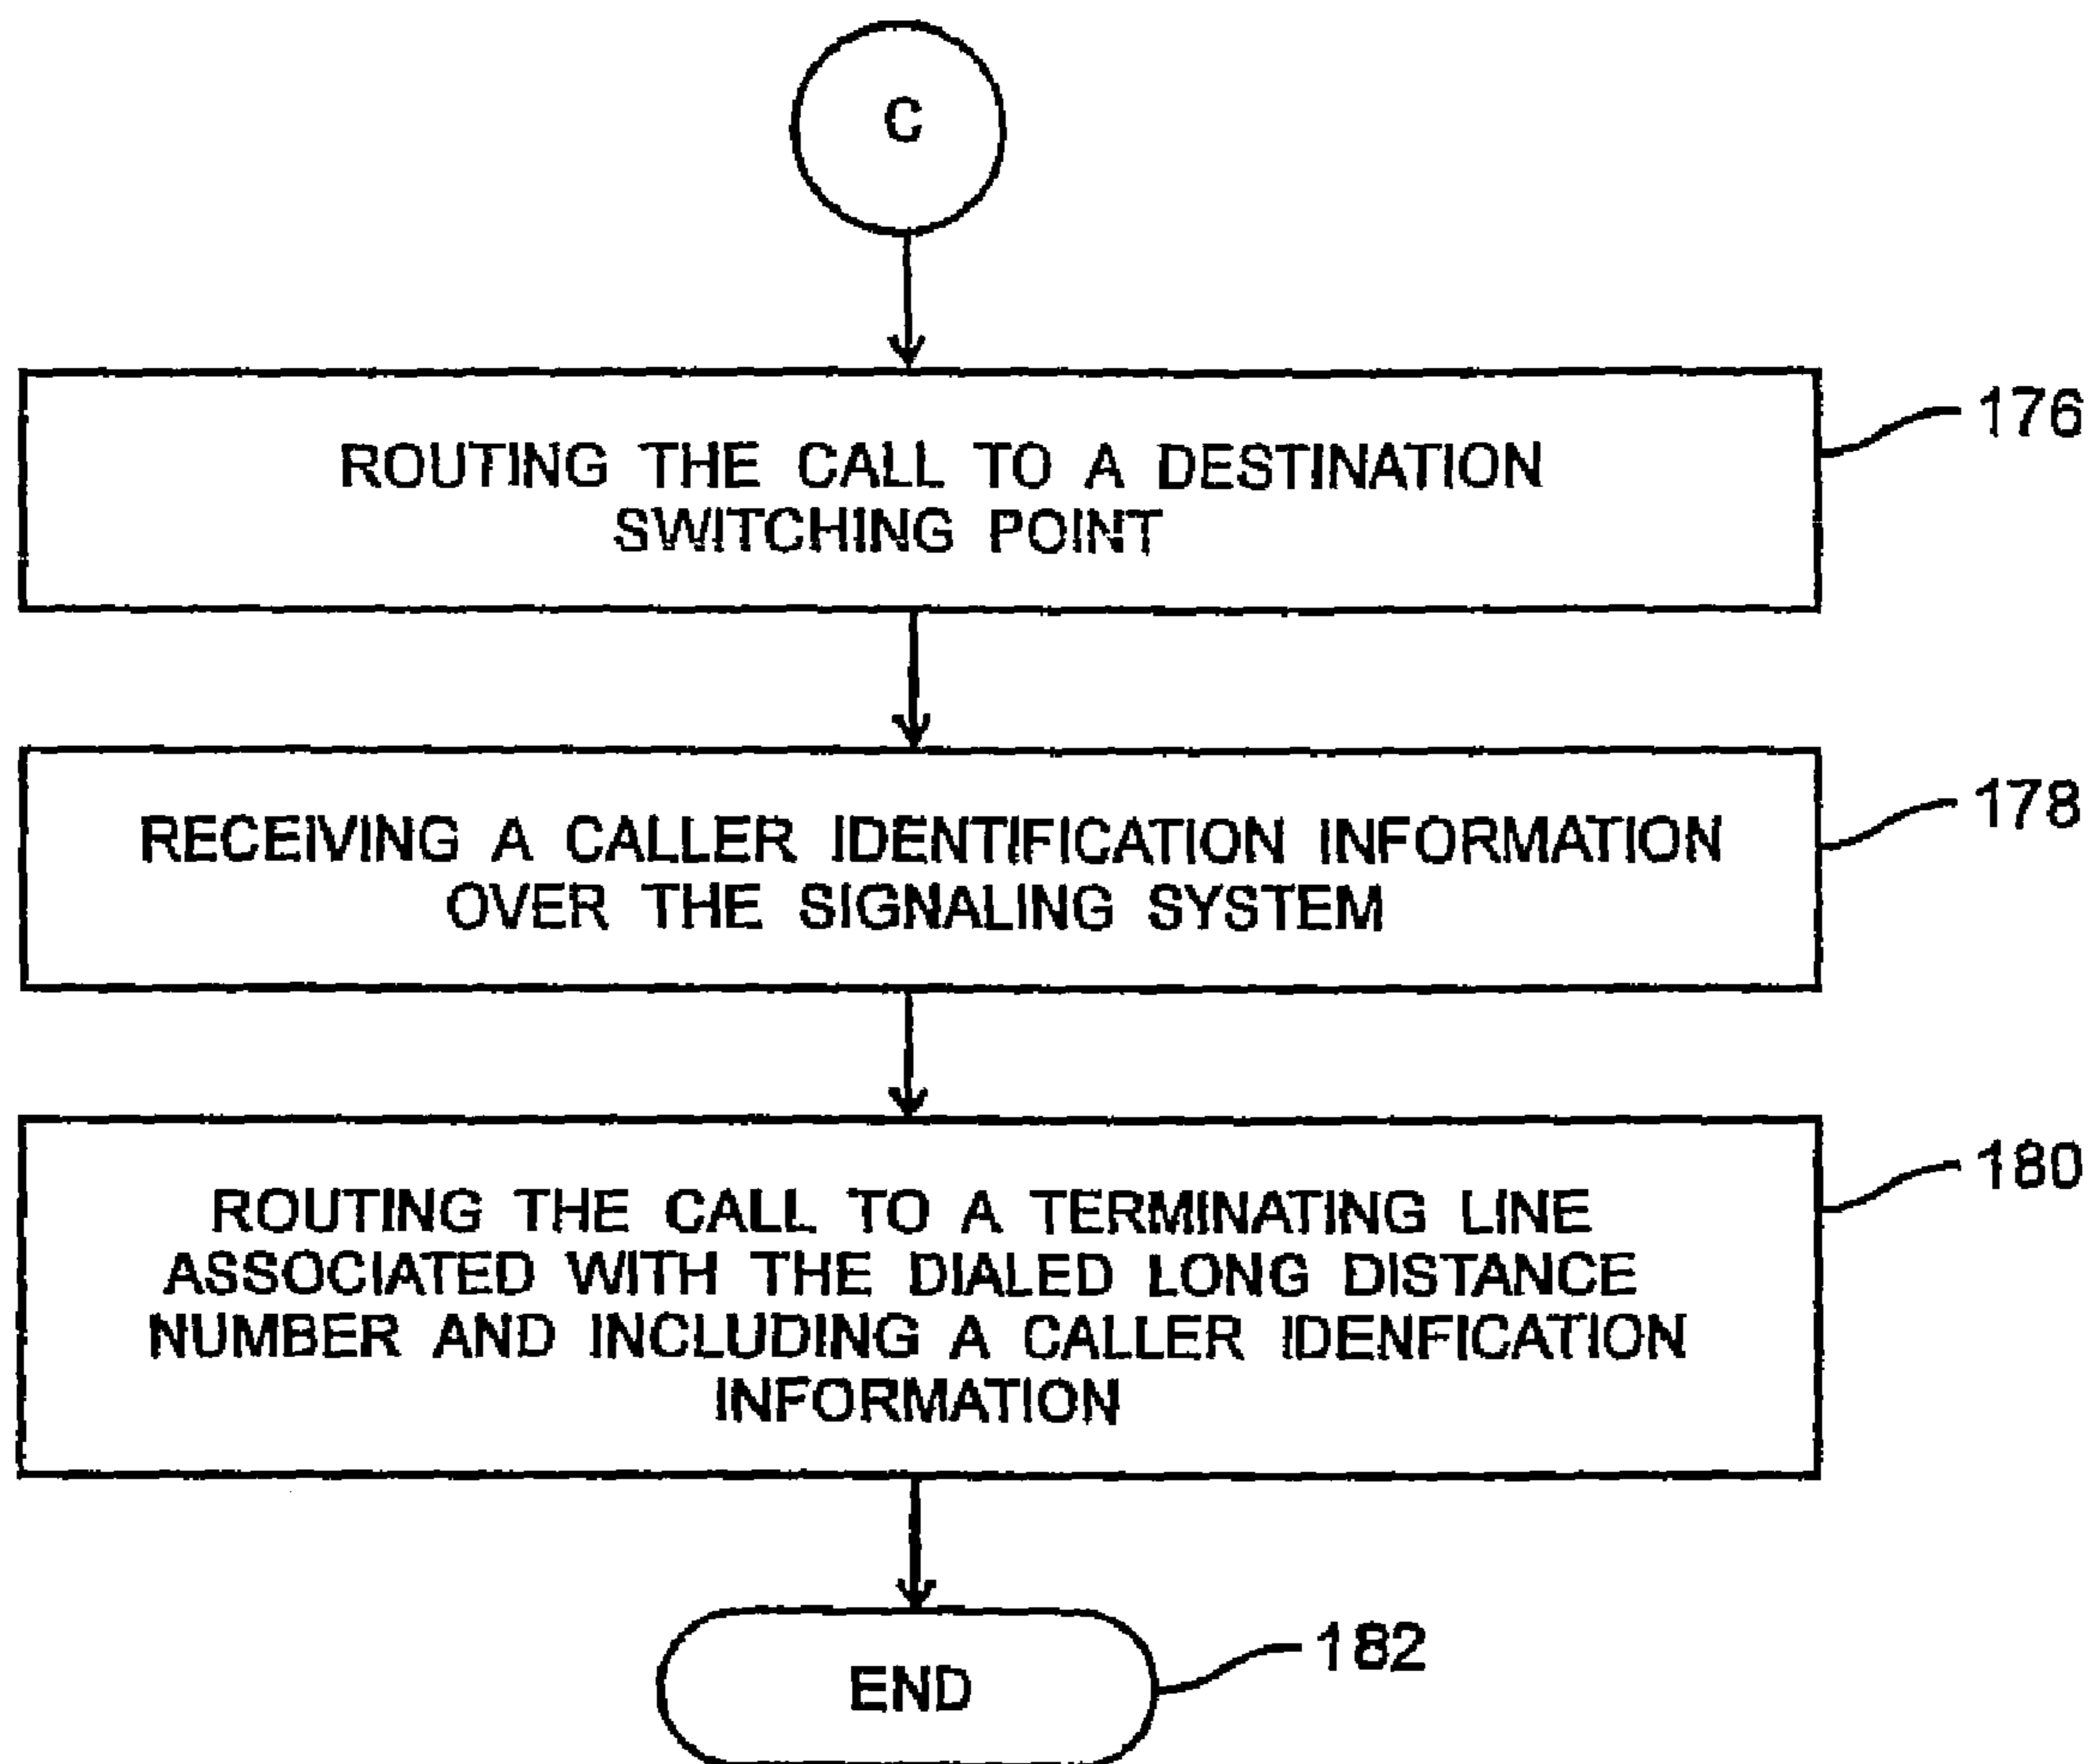 C
176
ROUTING THE CALL TO A DESTINATION
SWITCHING POINT
178
RECEIVING A CALLER IDENTIFICATION INFORMATION
OVER THE SIGNALING SYSTEM
180
ROUTING THE CALL TO A TERMINATING LINE
ASSOCIATED WITH THE DIALED LONG DISTANCE
NUMBER AND INCLUDING A CALLER IDENFICATION
INFORMATION
182
END